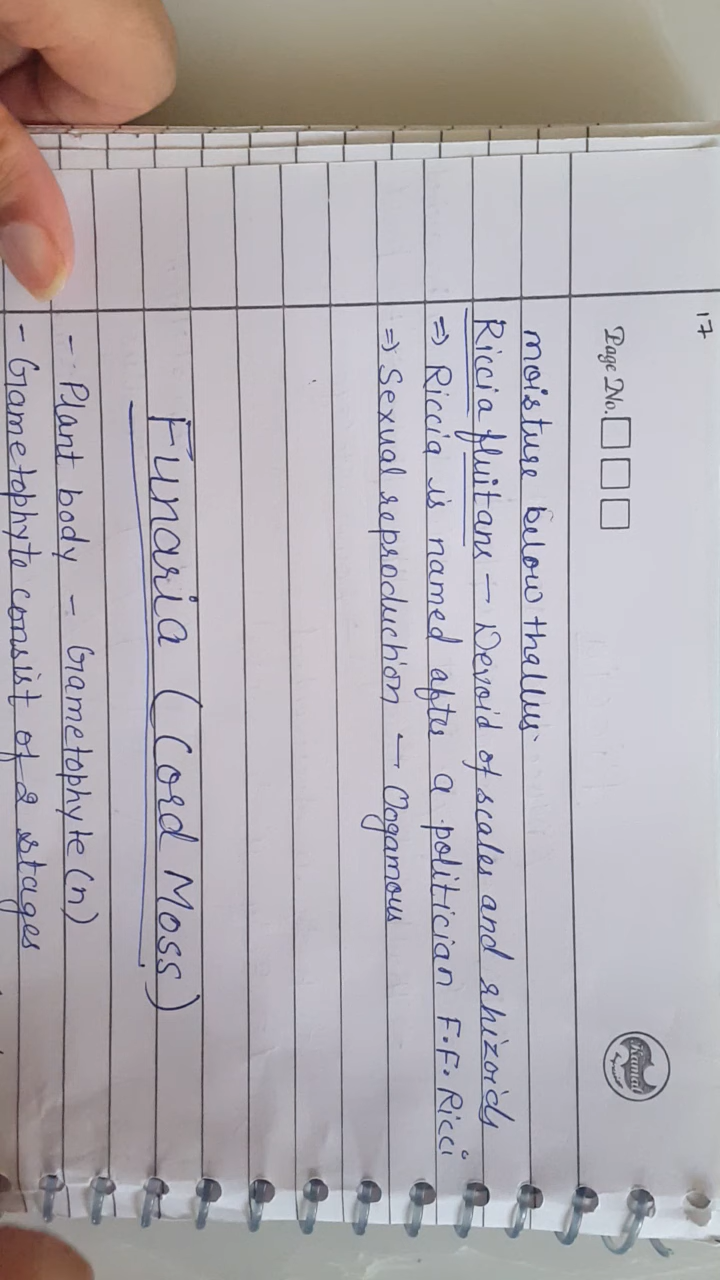 17
Page No.
moisture below thallus.
Riccia fluitans – Devoid of scales and rhizoids
⇒ Riccia is named after a politician F.F. Ricci
⇒ Sexual reproduction – Oogamous
Funaria (Cord Moss)
- Plant body – Gametophyte (n)
- Gametophyte consist of 2 stages
Kamal